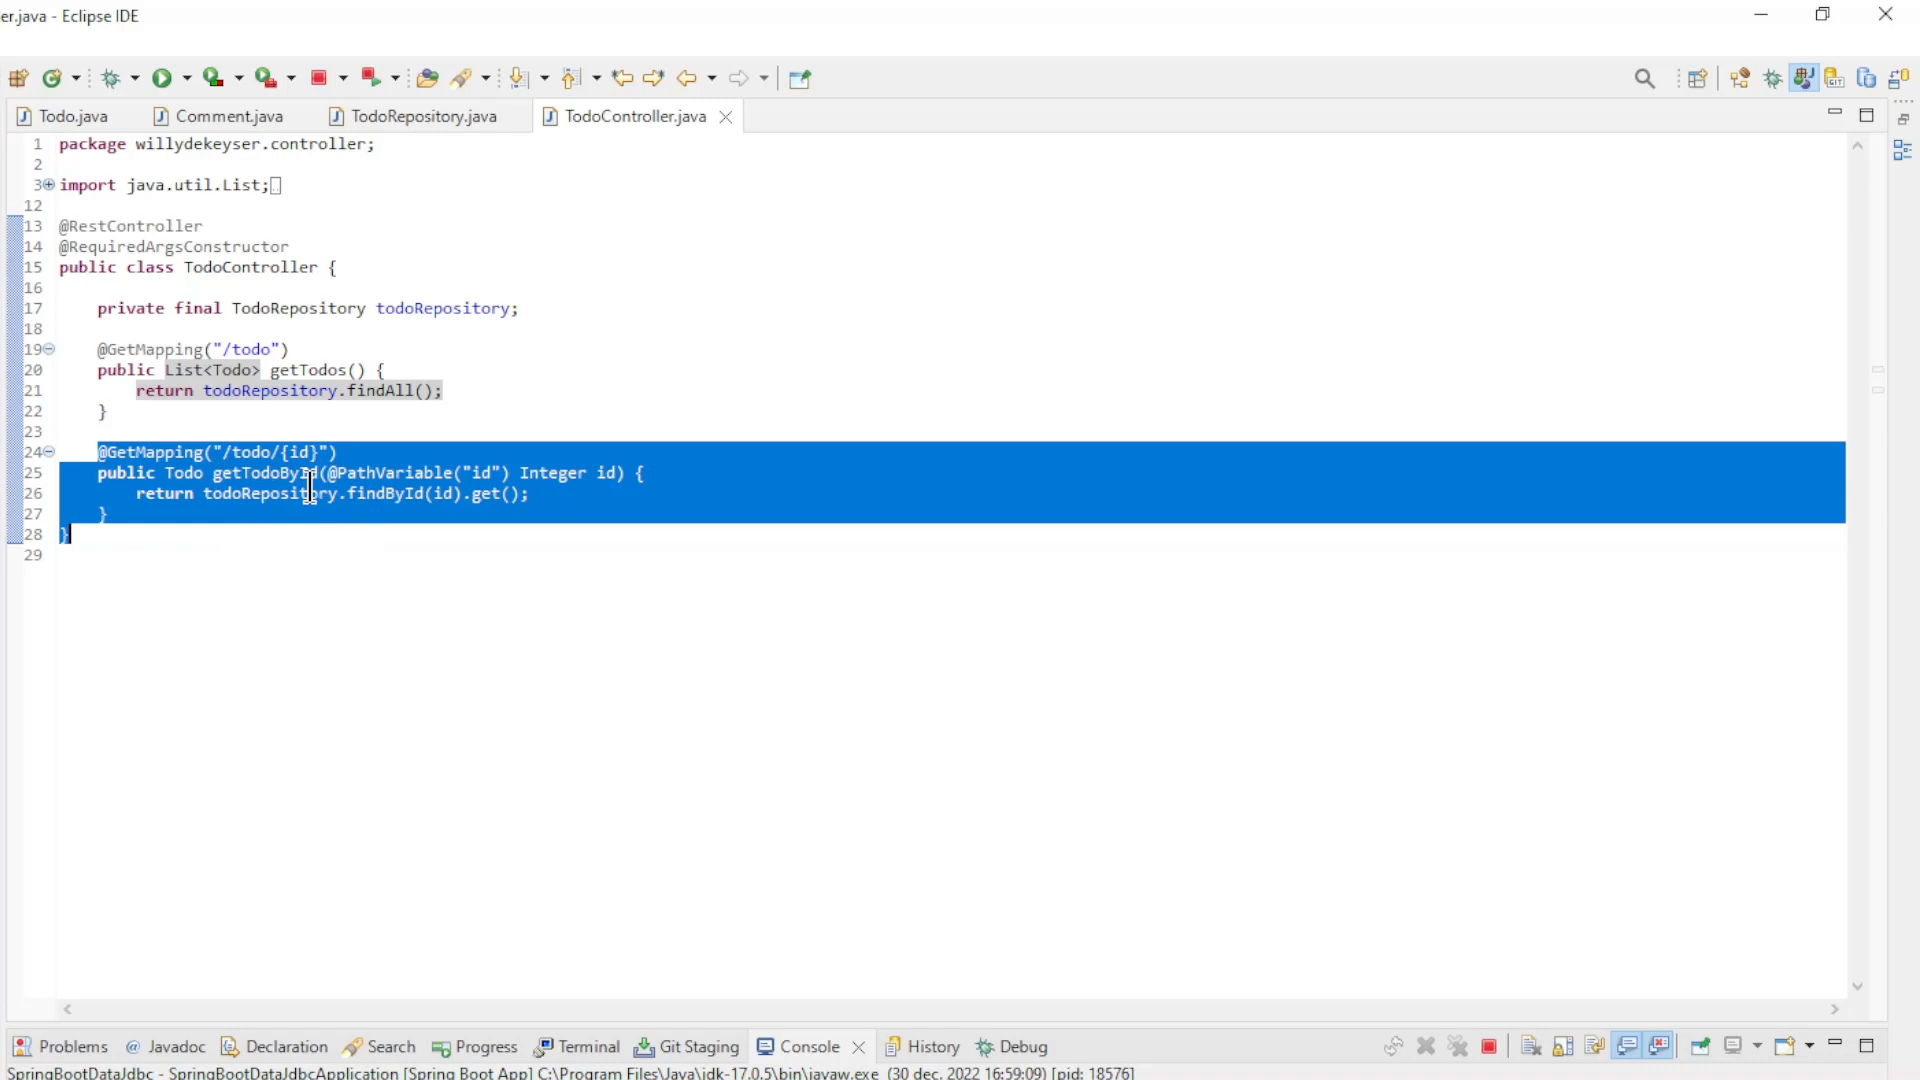 er.java - Eclipse IDE
Todo.java Comment.java TodoRepository.java TodoController.java
1 package willydekeyser.controller;
2
3 import java.util.List;
12
13 @RestController
14 @RequiredArgsConstructor
15 public class TodoController {
16
17 private final TodoRepository todoRepository;
18
19 @GetMapping("/todo")
20 public List<Todo> getTodos() {
21 return todoRepository.findAll();
22 }
23
24 @GetMapping("/todo/{id}")
25 public Todo getTodoById(@PathVariable("id") Integer id) {
26 return todoRepository.findById(id).get();
27 }
28 }
29
Problems @ Javadoc Declaration Search Progress Terminal Git Staging Console History Debug
SpringBootDataJdbc - SpringBootDataJdbcApplication [Spring Boot App] C:\Program Files\Java\jdk-17.0.5\bin\javaw.exe (30 dec. 2022 16:59:09) [pid: 18576]